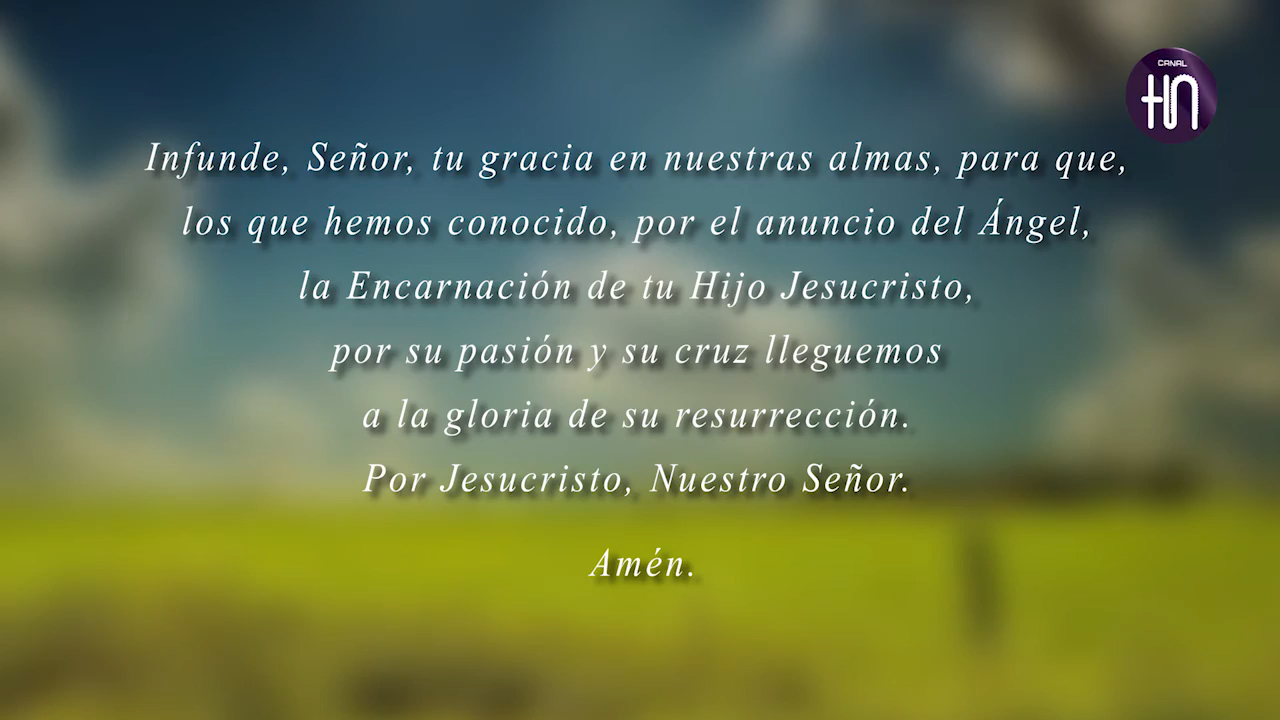 CANAL
HN
Infunde, Señor, tu gracia en nuestras almas, para que,
los que hemos conocido, por el anuncio del Ángel,
la Encarnación de tu Hijo Jesucristo,
por su pasión y su cruz lleguemos
a la gloria de su resurrección.
Por Jesucristo, Nuestro Señor.
Amén.